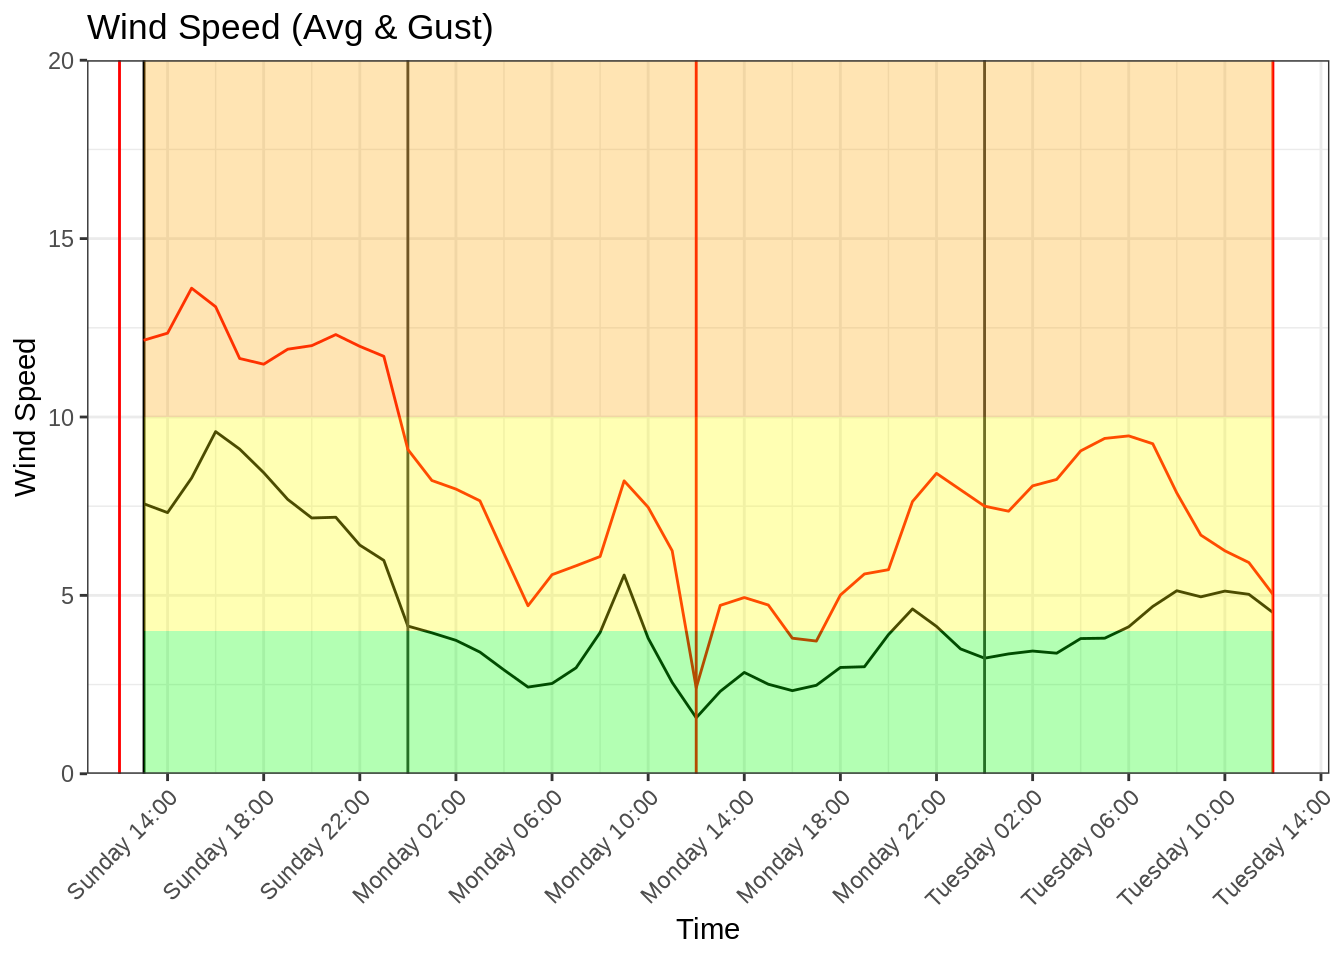 Wind Speed (Avg & Gust)
20
15
10
5
0
Wind Speed
Sunday 14:00
Sunday 18:00
Sunday 22:00
Monday 02:00
Monday 06:00
Monday 10:00
Monday 14:00
Monday 18:00
Monday 22:00
Tuesday 02:00
Tuesday 06:00
Tuesday 10:00
Tuesday 14:00
Time